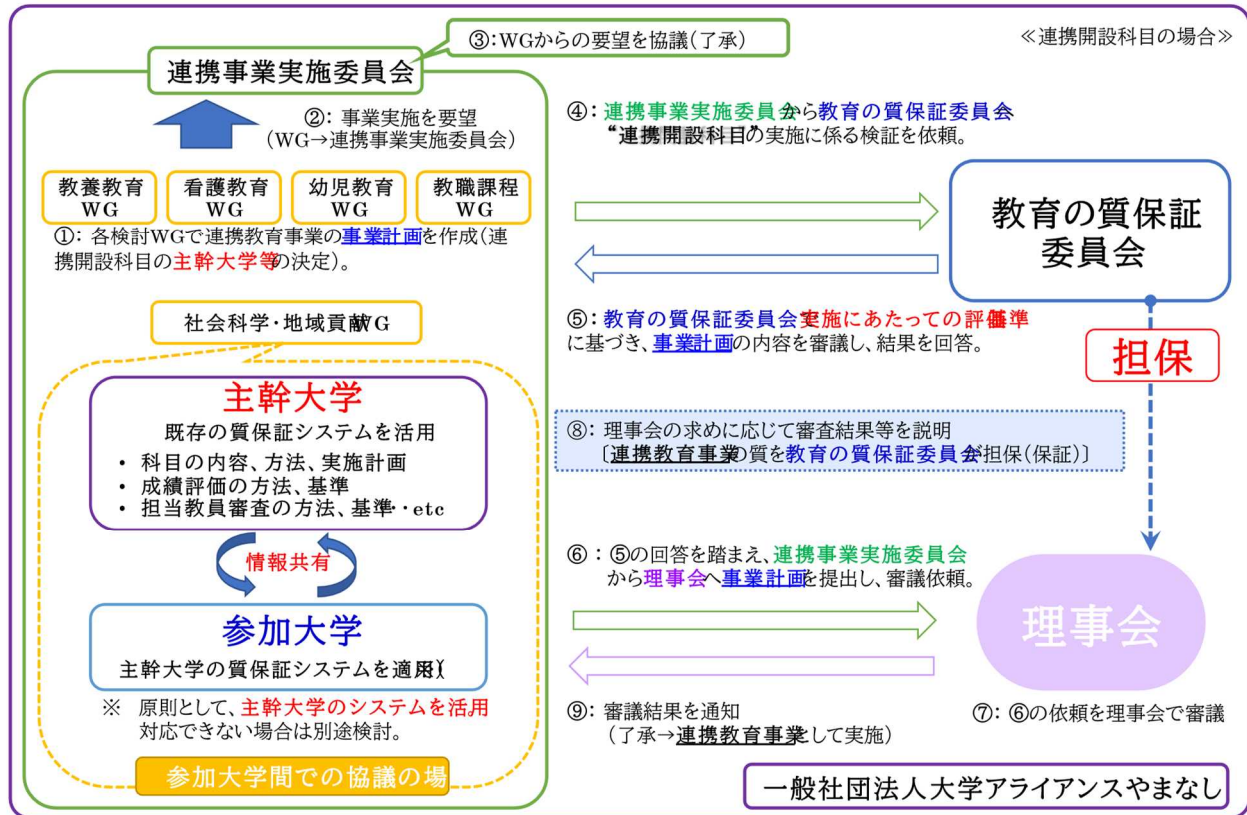 ③:WGからの要望を協議(了承)
≪連携開設科目の場合≫
連携事業実施委員会
②: 事業実施を要望
(WG→連携事業実施委員会)
教養教育
WG
看護教育
WG
幼児教育
WG
教職課程
WG
①: 各検討WGで連携教育事業の事業計画を作成(連
携開設科目の主幹大学等の決定)。
社会科学・地域貢献WG
主幹大学
既存の質保証システムを活用
・ 科目の内容、方法、実施計画
・ 成績評価の方法、基準
・ 担当教員審査の方法、基準・・etc
情報共有
参加大学
主幹大学の質保証システムを適用(
※ 原則として、主幹大学のシステムを活用
対応できない場合は別途検討。
参加大学間での協議の場
④: 連携事業実施委員会から教育の質保証委員会へ
“連携開設科目”の実施に係る検証を依頼。
教育の質保証
委員会
⑤: 教育の質保証委員会で実施にあたっての評価基準
に基づき、事業計画の内容を審議し、結果を回答。
担保
⑧: 理事会の求めに応じて審査結果等を説明
〔連携教育事業の質を教育の質保証委員会が担保(保証)〕
⑥: ⑤の回答を踏まえ、連携事業実施委員会
から理事会へ事業計画を提出し、審議依頼。
理事会
⑨: 審議結果を通知
(了承→連携教育事業として実施)
⑦: ⑥の依頼を理事会で審議
一般社団法人大学アライアンスやまなし